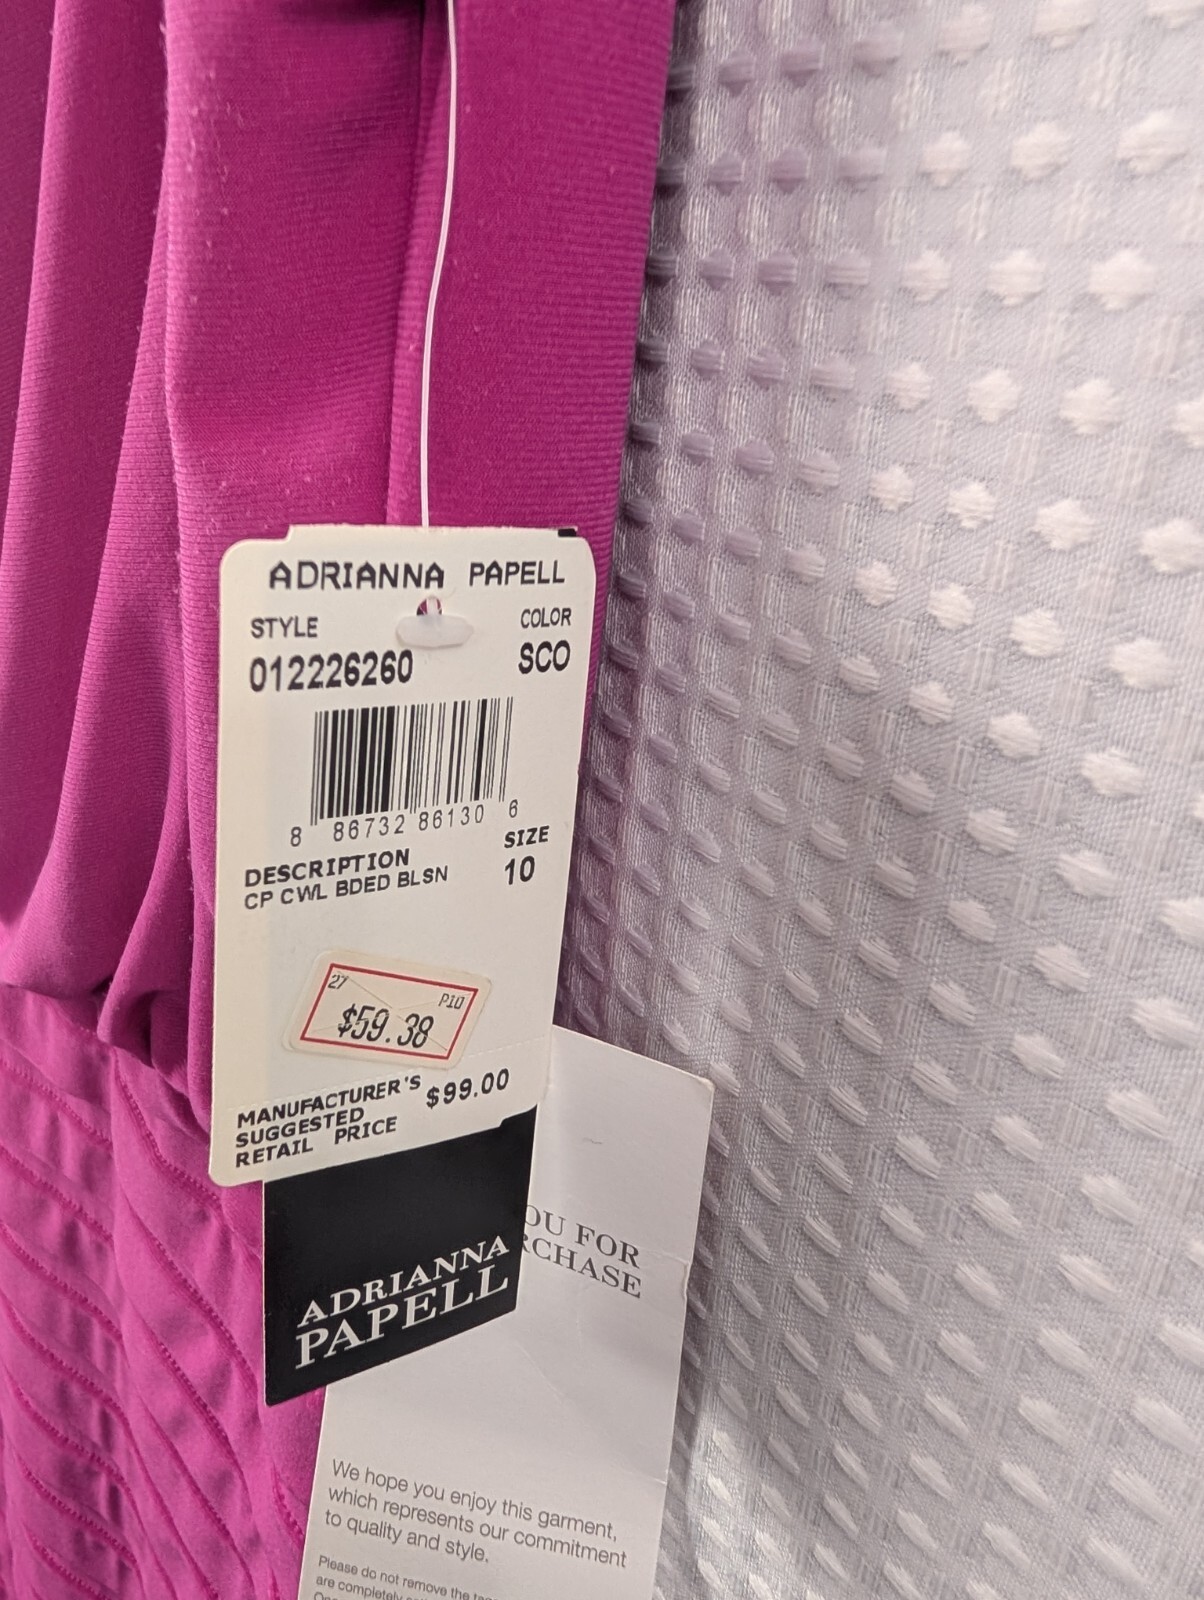 ADRIANNA PAPELL
STYLE COLOR
012226260 SCO
8 86732 86130 6
DESCRIPTION SIZE
CP CWL BDED BLSN 10
27 P10
$59.38
MANUFACTURER'S $99.00
SUGGESTED
RETAIL PRICE
ADRIANNA
PAPELL
OU FOR
RCHASE
We hope you enjoy this garment,
which represents our commitment
to quality and style.
Please do not remove the
are completely